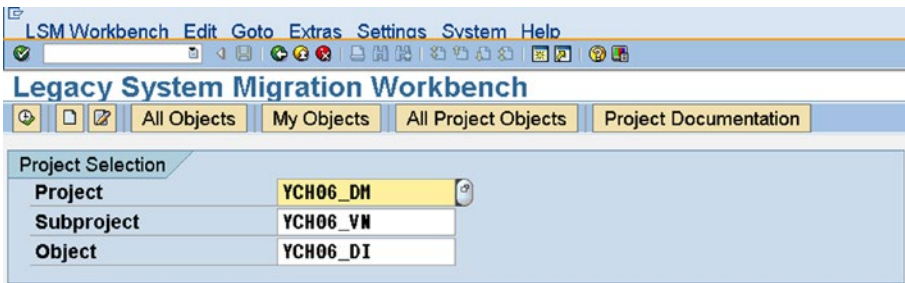 LSM Workbench Edit Goto Extras Settings System Help
Legacy System Migration Workbench
All Objects My Objects All Project Objects Project Documentation
Project Selection
Project YCH06_DM
Subproject YCH06_VN
Object YCH06_DI